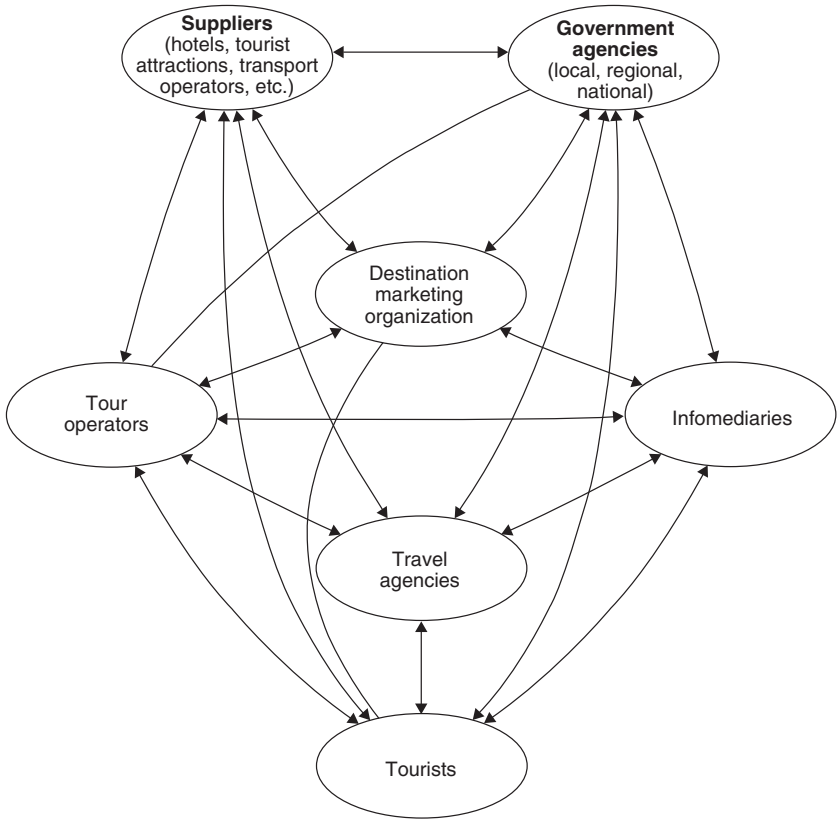 Suppliers
(hotels, tourist
attractions, transport
operators, etc.)
Government
agencies
(local, regional,
national)
Destination
marketing
organization
Tour
operators
Infomediaries
Travel
agencies
Tourists